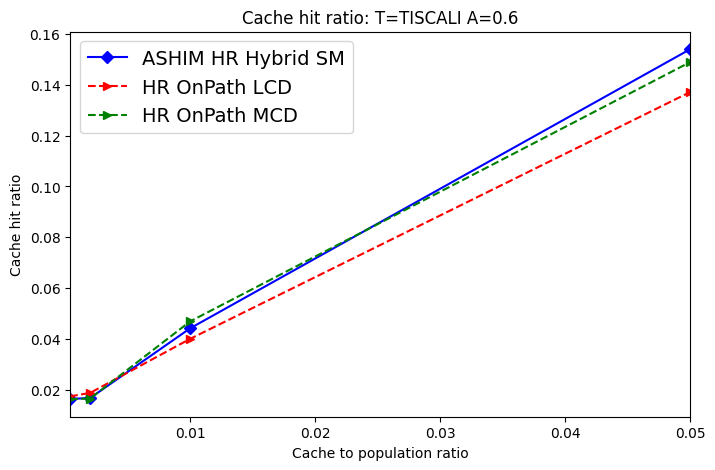 Cache hit ratio: T=TISCALI A=0.6
ASHIM HR Hybrid SM
HR OnPath LCD
HR OnPath MCD
Cache hit ratio
0.16
0.14
0.12
0.10
0.08
0.06
0.04
0.02
0.01
0.02
0.03
0.04
0.05
Cache to population ratio